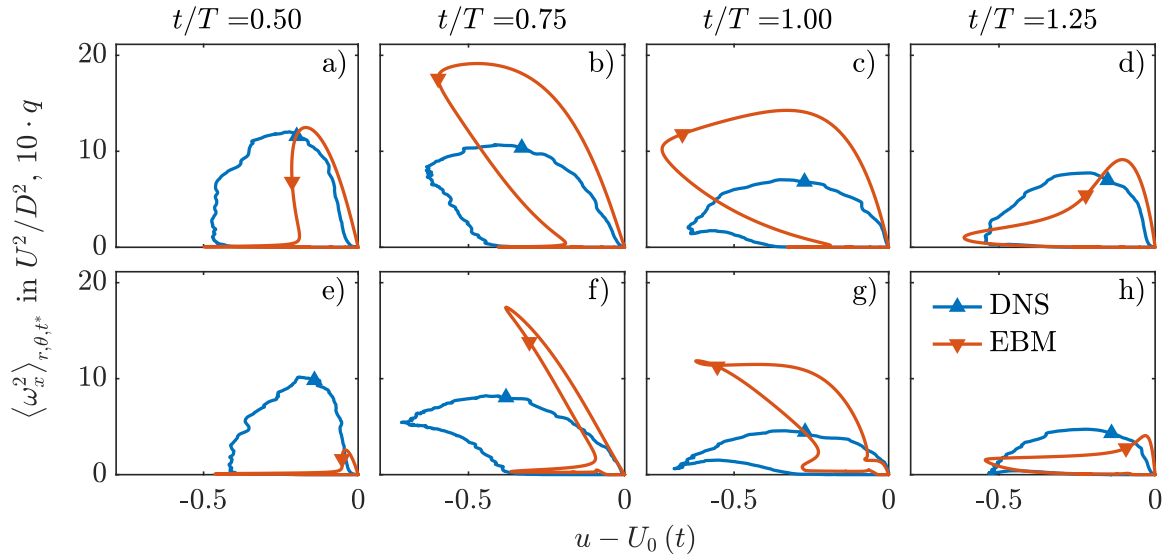 t/T =0.50 t/T =0.75 t/T =1.00 t/T =1.25
⟨ω_x^2⟩_{r,θ,t*} in U^2/D^2, 10 · q
20
10
0
a) b) c) d)
20
10
0
e) f) g) h)
DNS
EBM
-0.5 0 -0.5 0 -0.5 0 -0.5 0
u − U_0 (t)